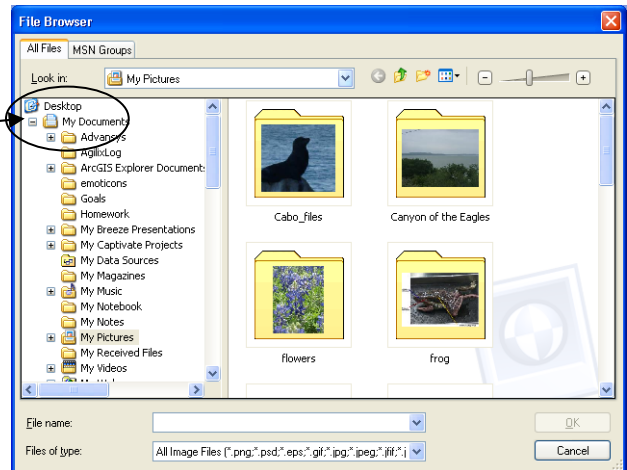 File Browser
All Files MSN Groups
Look in: My Pictures
Desktop
My Documents
Advansys
AgilixLog
ArcGIS Explorer Document:
emoticons
Goals
Homework
My Breeze Presentations
My Captivate Projects
My Data Sources
My Magazines
My Music
My Notebook
My Notes
My Pictures
My Received Files
My Videos
Cabo_files
Canyon of the Eagles
flowers
frog
File name:
OK
Files of type: All Image Files (*.png;*.psd;*.eps;*.gif;*.jpg;*.jpeg;*.jfif;*.j
Cancel